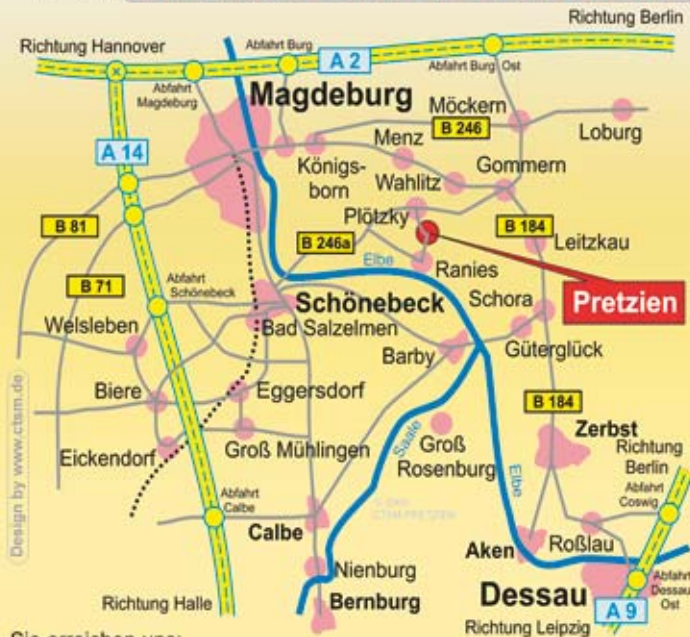 Richtung Berlin
Richtung Hannover
Abfahrt Burg
A 2
Abfahrt Burg Ost
Abfahrt
Magdeburg
Magdeburg
Möckern
B 246
Loburg
A 14
Menz
Königs-
born
Gommern
Wahlitz
Plötzky
B 81
B 246a
B 184
Leitzkau
Elbe
Ranies
B 71
Abfahrt
Schönebeck
Schönebeck
Schora
Pretzien
Welsleben
Bad Salzelmen
Barby
Güterglück
Biere
Eggersdorf
B 184
Zerbst
Groß Mühlingen
Saale
Groß
Rosenburg
Elbe
Richtung
Berlin
Eickendorf
Abfahrt
Coswig
Abfahrt
Calbe
Calbe
Aken
Roßlau
Design by www.ctsm.de
Nienburg
Dessau
Abfahrt
Dessau
Ost
Richtung Halle
Bernburg
A 9
Richtung Leipzig
Sie erreichen uns: